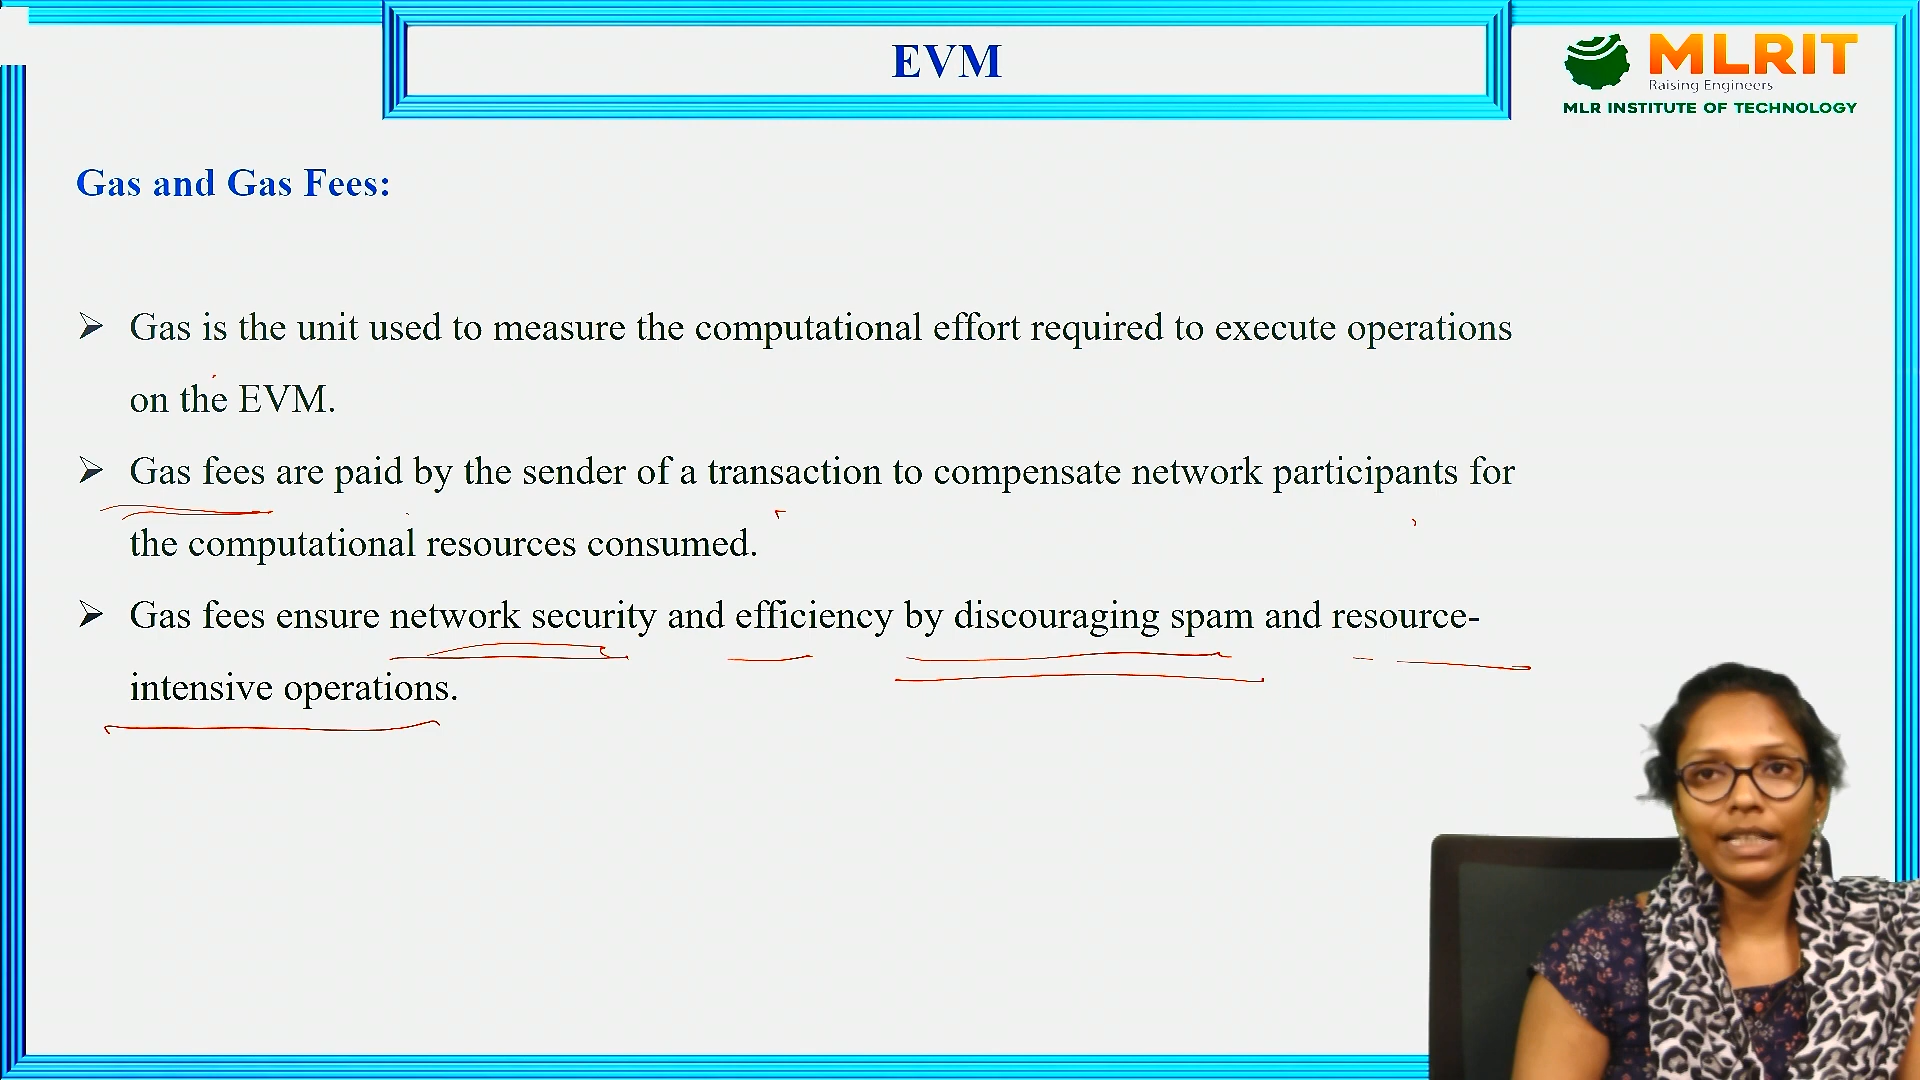 EVM
MLRIT
Raising Engineers
MLR INSTITUTE OF TECHNOLOGY
Gas and Gas Fees:
Gas is the unit used to measure the computational effort required to execute operations
on the EVM.
Gas fees are paid by the sender of a transaction to compensate network participants for
the computational resources consumed.
Gas fees ensure network security and efficiency by discouraging spam and resource-
intensive operations.